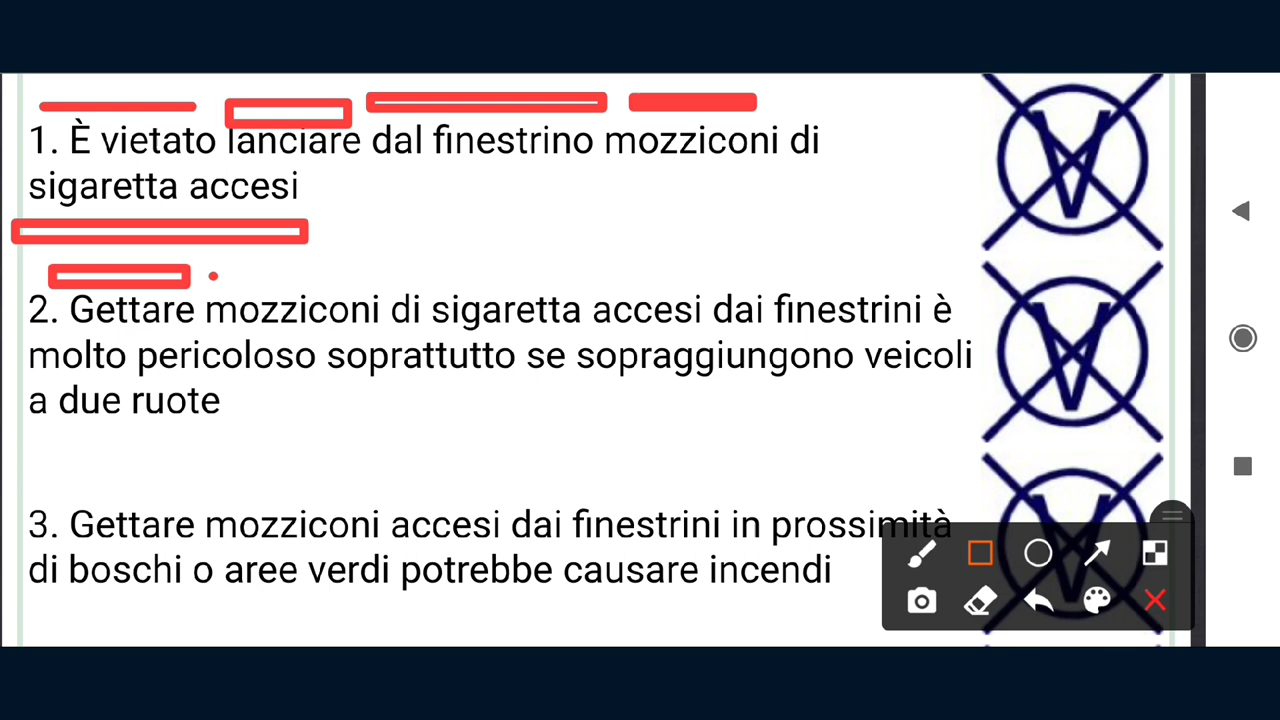 1. È vietato lanciare dal finestrino mozziconi di
sigaretta accesi
V
2. Gettare mozziconi di sigaretta accesi dai finestrini è
molto pericoloso soprattutto se sopraggiungono veicoli
a due ruote
V
3. Gettare mozziconi accesi dai finestrini in prossimità
di boschi o aree verdi potrebbe causare incendi
V